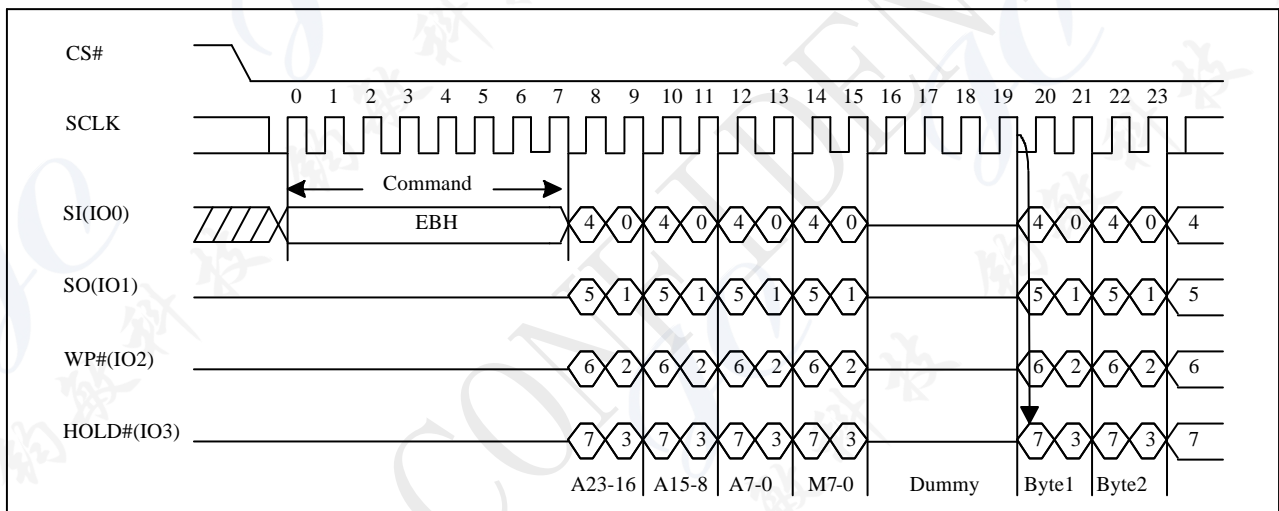 CS#
0 1 2 3 4 5 6 7 8 9 10 11 12 13 14 15 16 17 18 19 20 21 22 23
SCLK
Command
SI(IO0) EBH 4 0 4 0 4 0 4 0 4 0 4 0 4
SO(IO1) 5 1 5 1 5 1 5 1 5 1 5 1 5
WP#(IO2) 6 2 6 2 6 2 6 2 6 2 6 2 6
HOLD#(IO3) 7 3 7 3 7 3 7 3 7 3 7 3 7
A23-16 A15-8 A7-0 M7-0 Dummy Byte1 Byte2
CONFIDEN